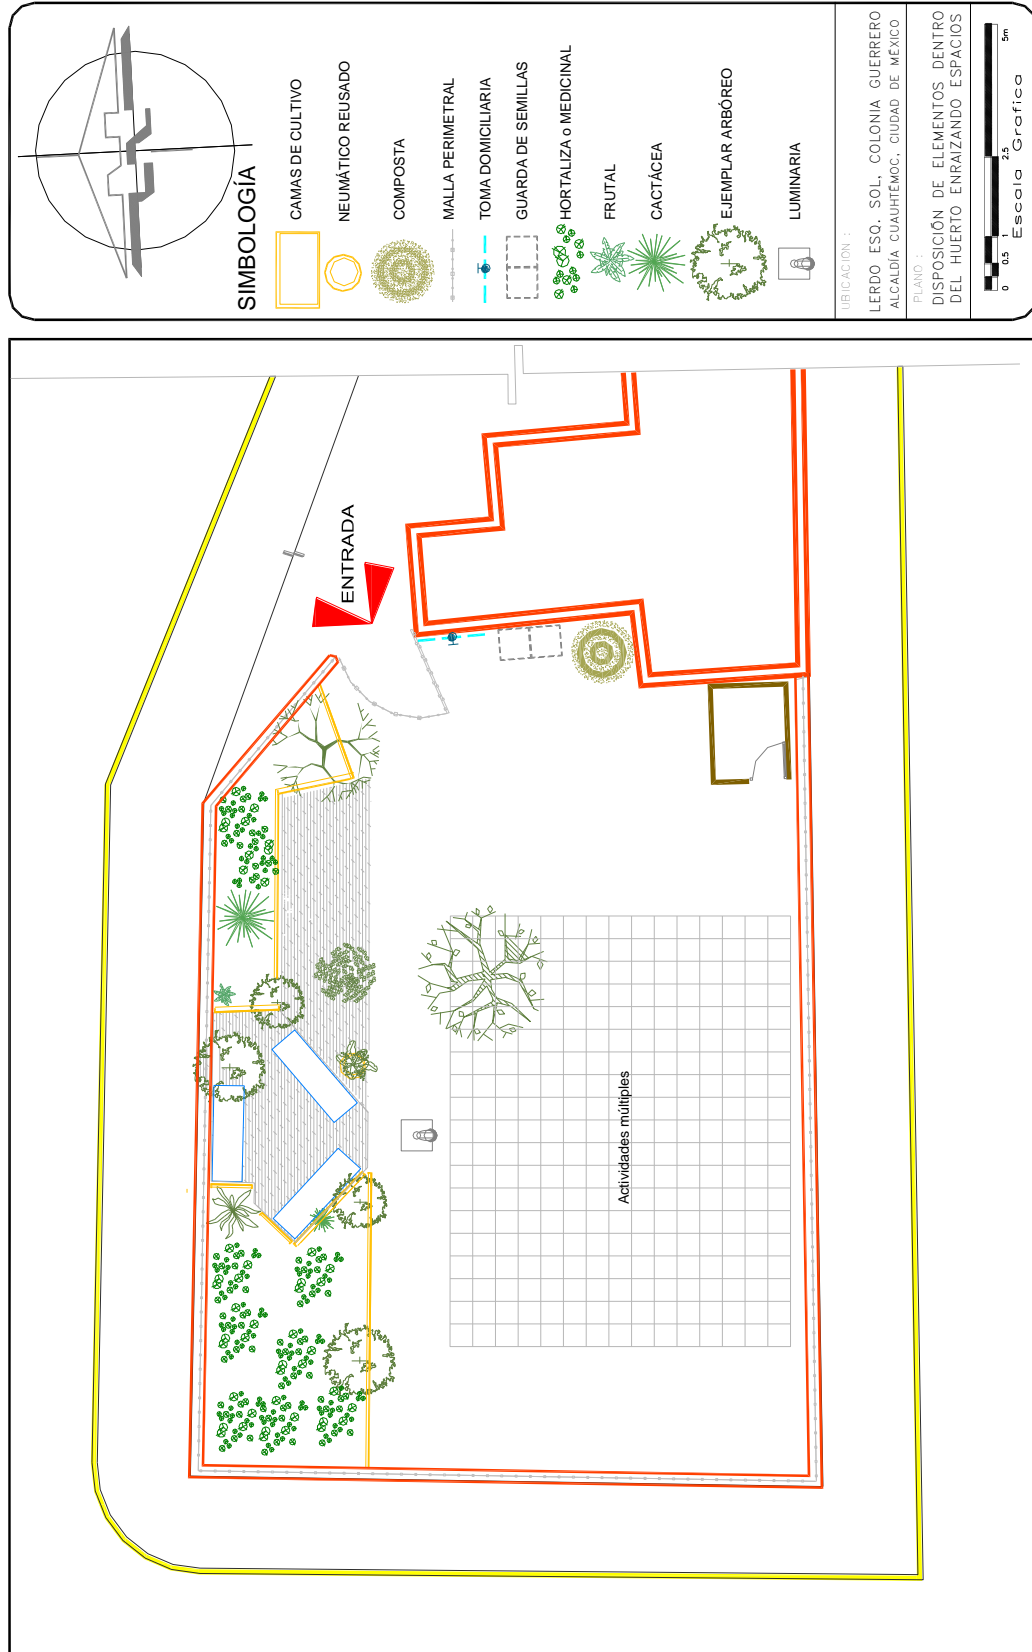 SIMBOLOGÍA
CAMAS DE CULTIVO
NEUMÁTICO REUSADO
COMPOSTA
MALLA PERIMETRAL
TOMA DOMICILIARIA
GUARDA DE SEMILLAS
HORTALIZA o MEDICINAL
FRUTAL
CACTÁCEA
EJEMPLAR ARBÓREO
LUMINARIA
UBICACIÓN :
LERDO ESQ. SOL, COLONIA GUERRERO
ALCALDÍA CUAUHTÉMOC, CIUDAD DE MÉXICO
PLANO :
DISPOSICIÓN DE ELEMENTOS DENTRO
DEL HUERTO ENRAIZANDO ESPACIOS
0 0.5 1 2.5 5m
Escala Grafica
ENTRADA
Actividades múltiples